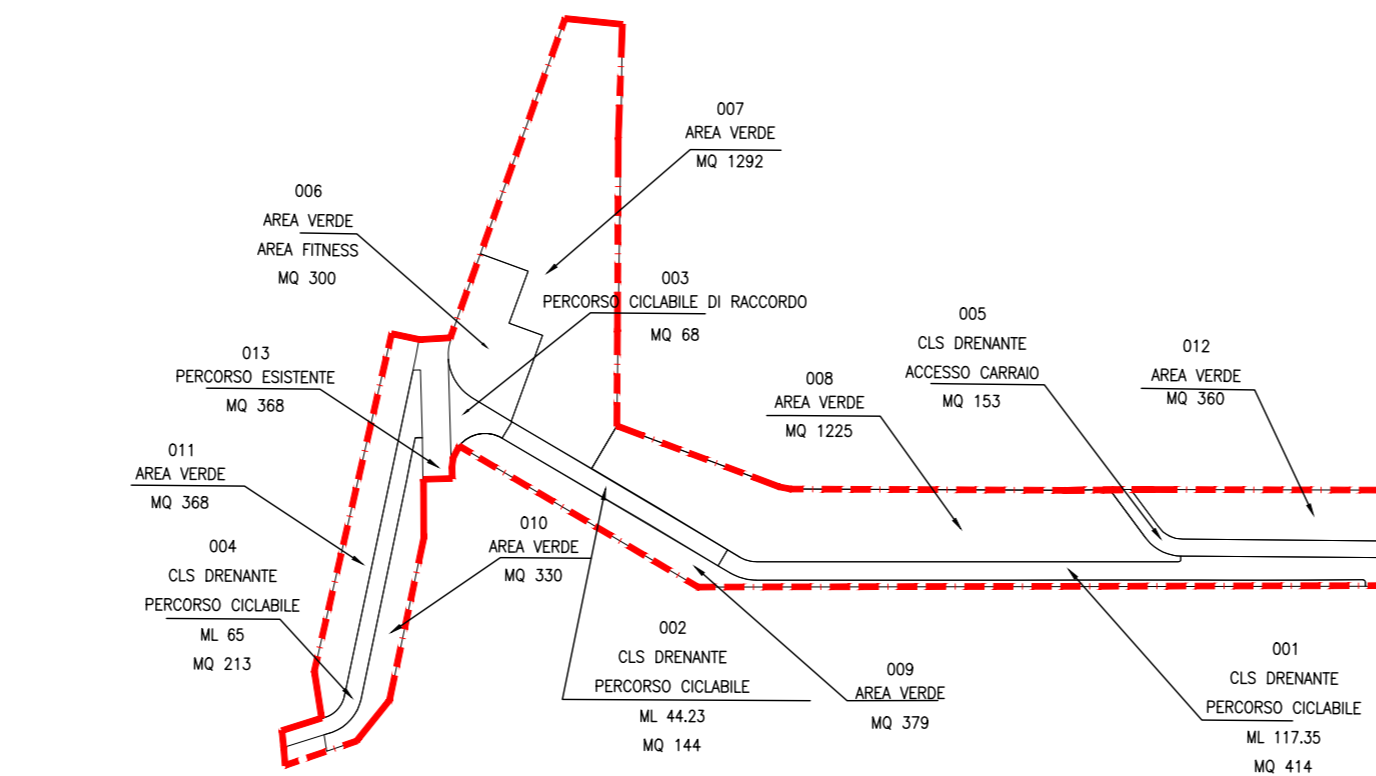 007
AREA VERDE
MQ 1292
006
AREA VERDE
AREA FITNESS
MQ 300
003
PERCORSO CICLABILE DI RACCORDO
MQ 68
005
CLS DRENANTE
ACCESSO CARRAIO
MQ 153
012
AREA VERDE
MQ 360
013
PERCORSO ESISTENTE
MQ 368
008
AREA VERDE
MQ 1225
011
AREA VERDE
MQ 368
010
AREA VERDE
MQ 330
004
CLS DRENANTE
PERCORSO CICLABILE
ML 65
MQ 213
002
CLS DRENANTE
PERCORSO CICLABILE
ML 44.23
MQ 144
009
AREA VERDE
MQ 379
001
CLS DRENANTE
PERCORSO CICLABILE
ML 117.35
MQ 414